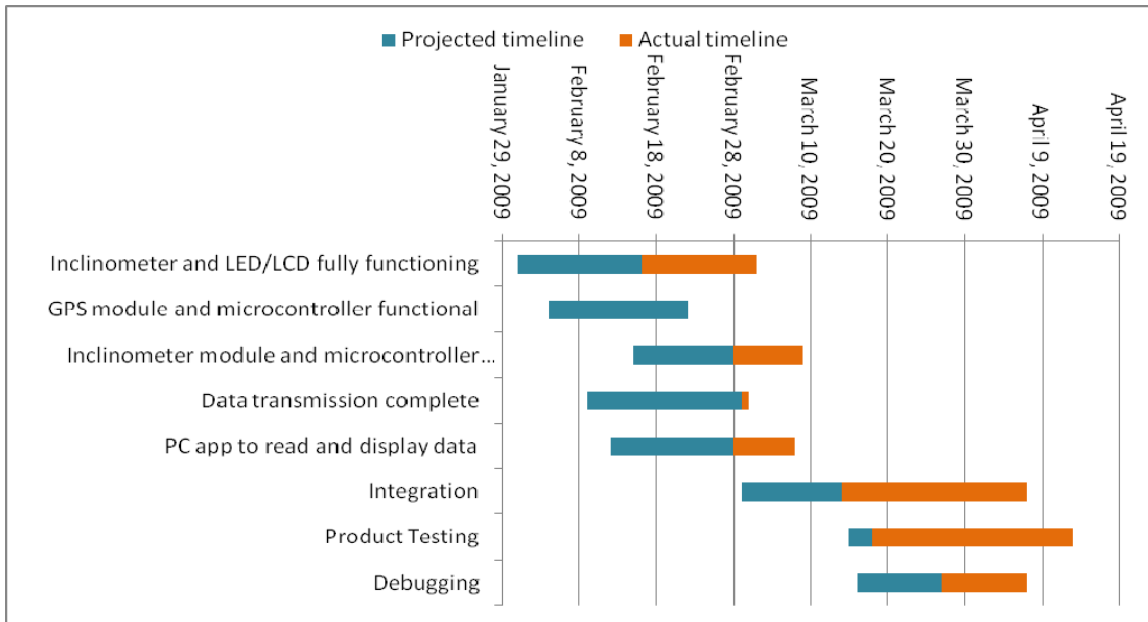 Projected timeline
Actual timeline
January 29, 2009
February 8, 2009
February 18, 2009
February 28, 2009
March 10, 2009
March 20, 2009
March 30, 2009
April 9, 2009
April 19, 2009
Inclinometer and LED/LCD fully functioning
GPS module and microcontroller functional
Inclinometer module and microcontroller...
Data transmission complete
PC app to read and display data
Integration
Product Testing
Debugging